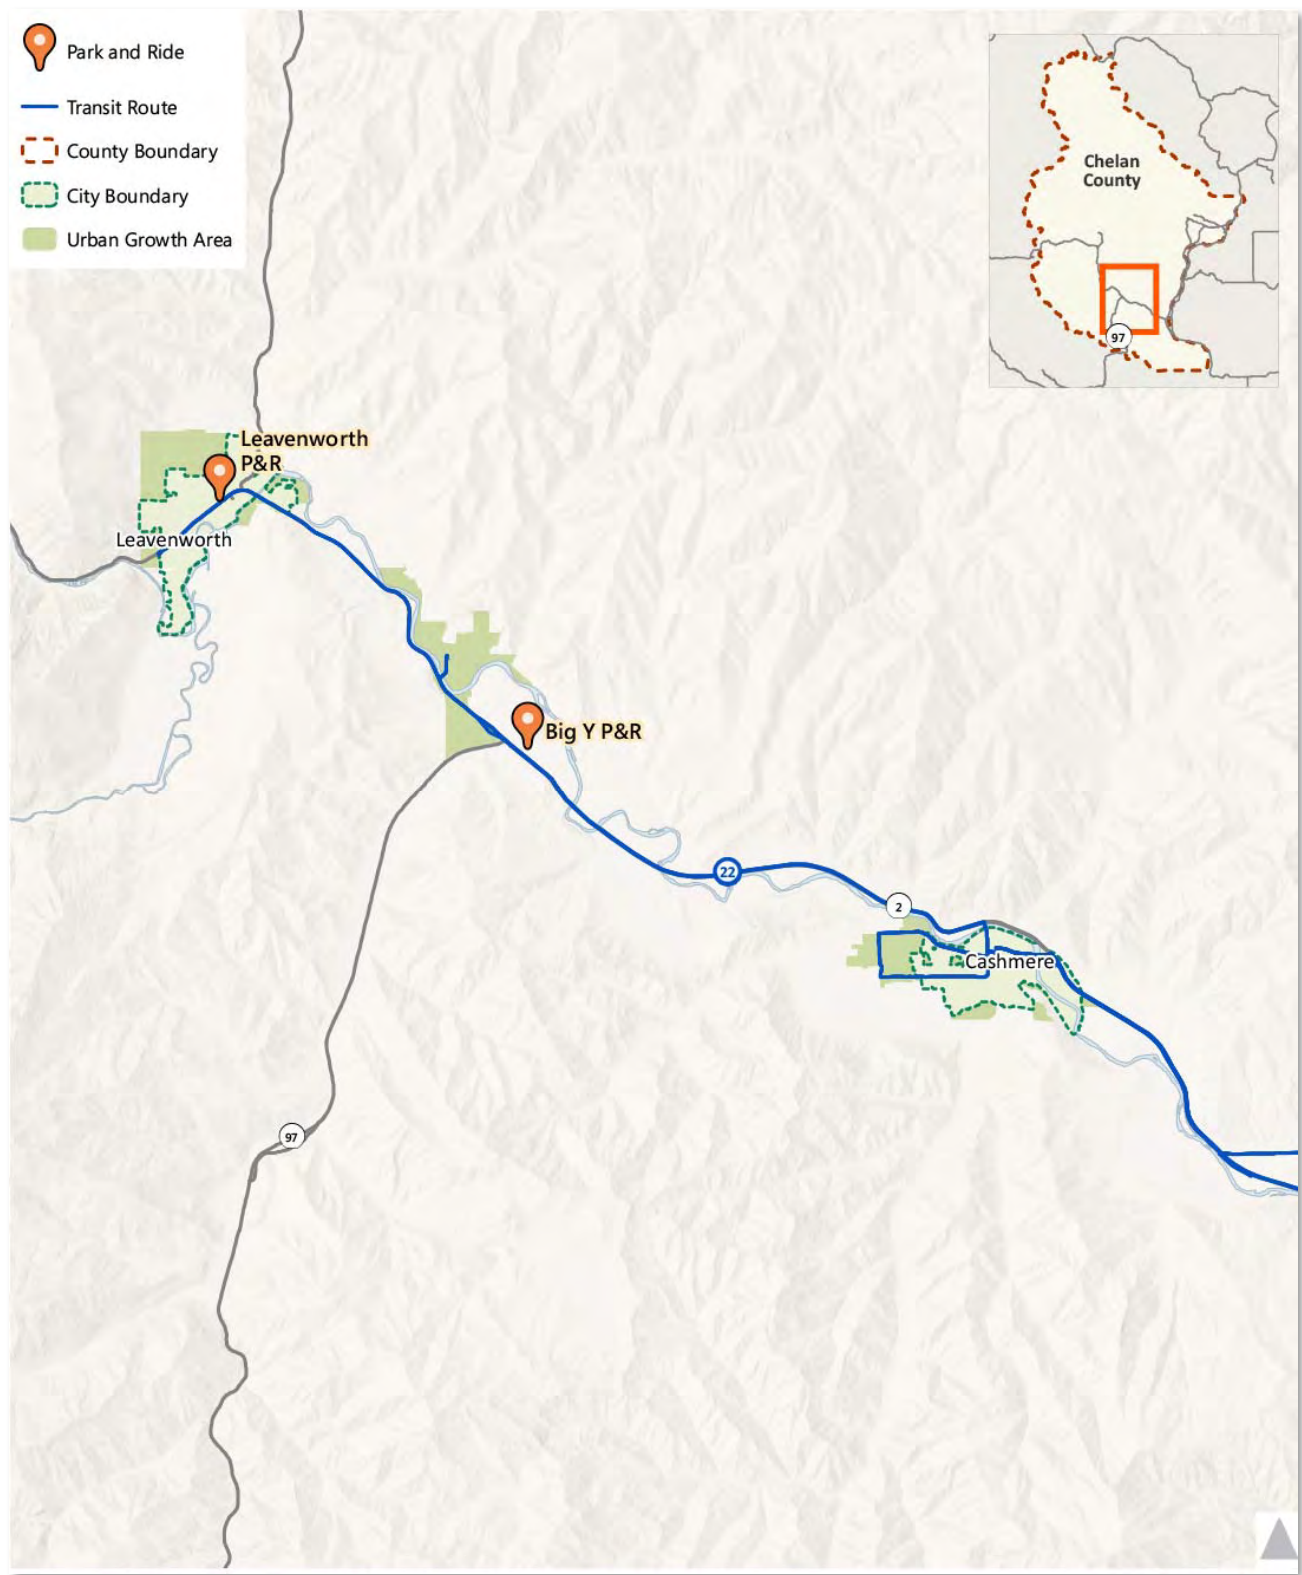 Park and Ride
Transit Route
County Boundary
City Boundary
Urban Growth Area
Chelan
County
97
Leavenworth
P&R
Leavenworth
Big Y P&R
22
2
Cashmere
97